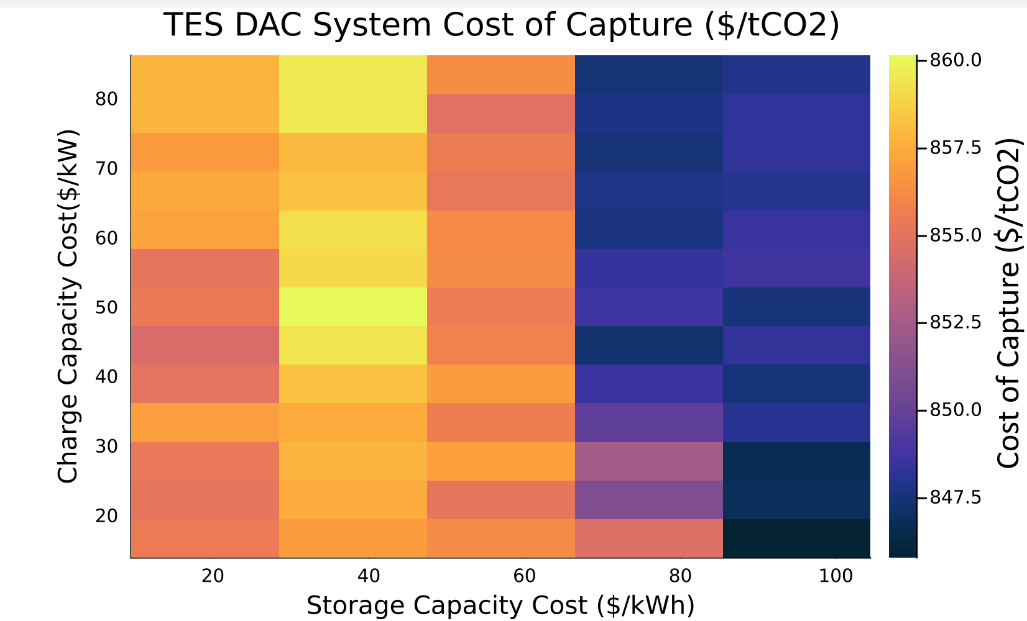 TES DAC System Cost of Capture ($/tCO2)
Charge Capacity Cost($/kW)
80
70
60
50
40
30
20
20 40 60 80 100
Storage Capacity Cost ($/kWh)
860.0
857.5
855.0
852.5
850.0
847.5
Cost of Capture ($/tCO2)